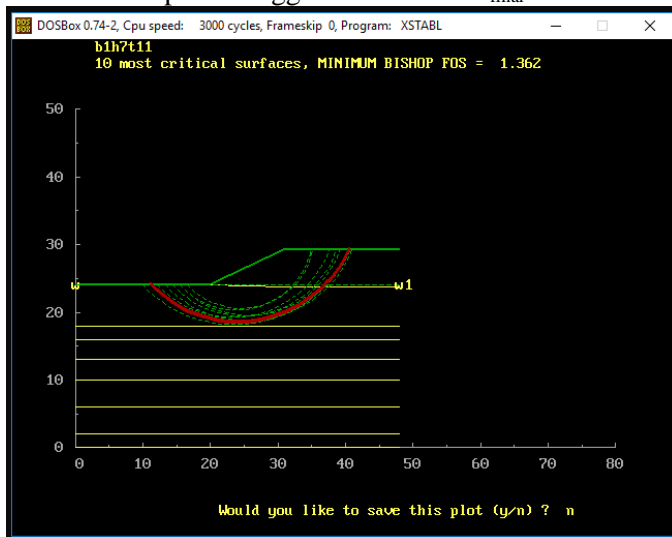 final
DOSBox 0.74-2, Cpu speed: 3000 cycles, Frameskip 0, Program: XSTABL
b1h7t11
10 most critical surfaces, MINIMUM BISHOP FOS = 1.362
50
40
30
w w1
20
10
0
0 10 20 30 40 50 60 70 80
Would you like to save this plot (y/n) ? n